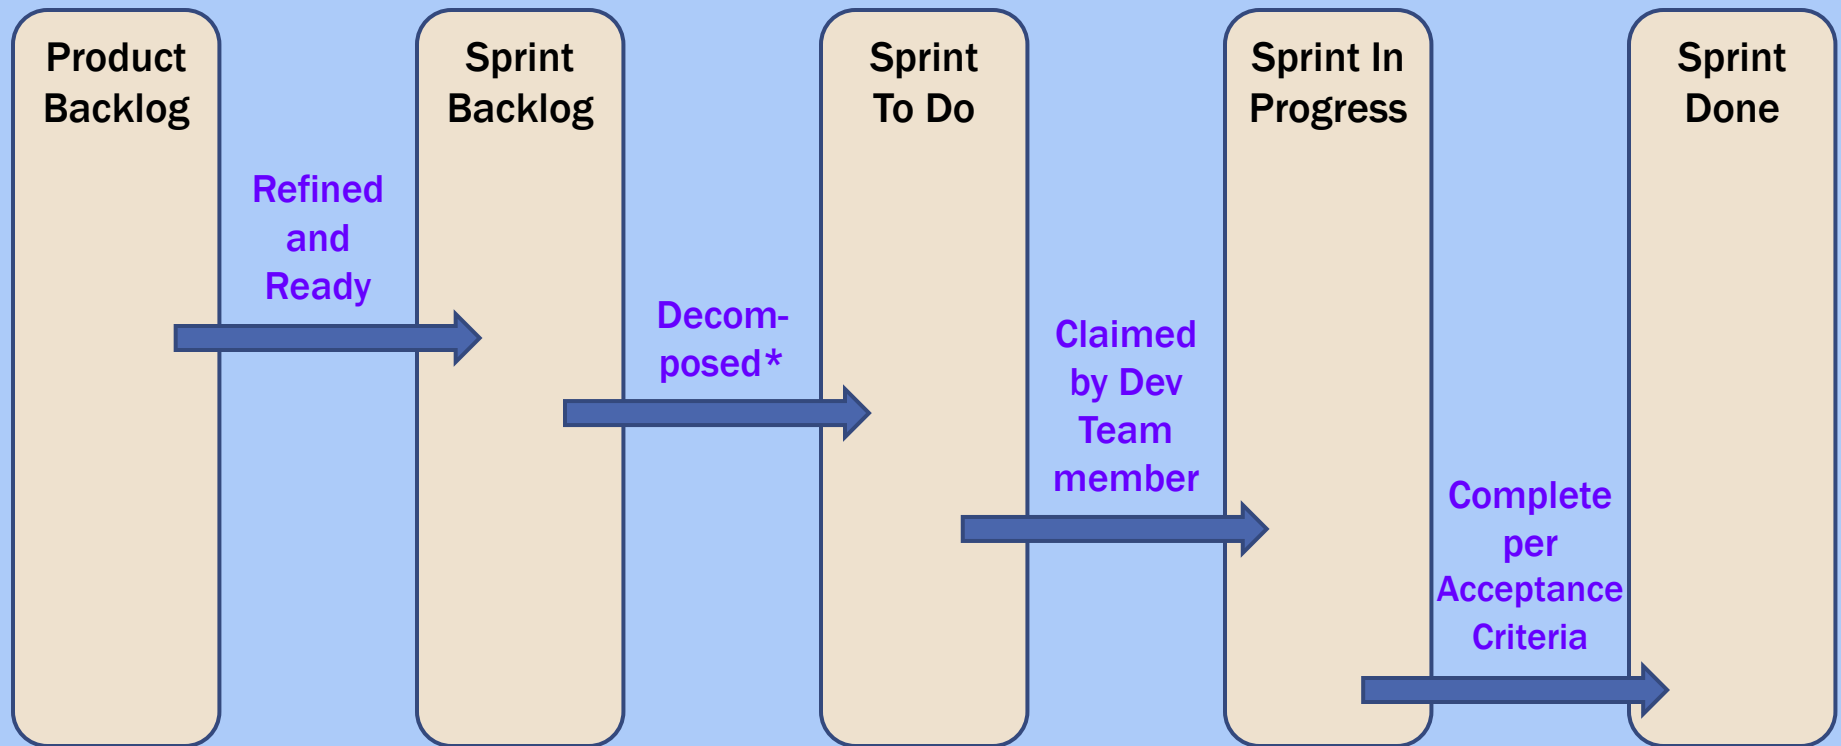 Product
Backlog
Refined
and
Ready
Sprint
Backlog
Decom-
posed*
Sprint
To Do
Claimed
by Dev
Team
member
Sprint In
Progress
Complete
per
Acceptance
Criteria
Sprint
Done